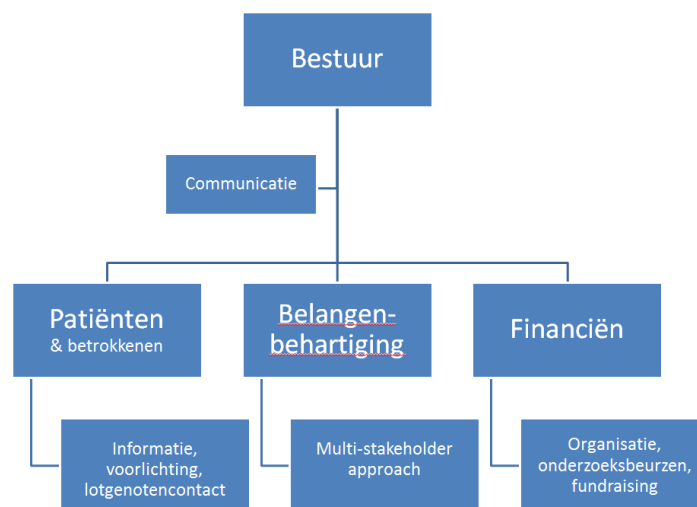 Bestuur
Communicatie
Patiënten
& betrokkenen
Belangen-
behartiging
Financiën
Informatie,
voorlichting,
lotgenotencontact
Multi-stakeholder
approach
Organisatie,
onderzoeksbeurzen,
fundraising